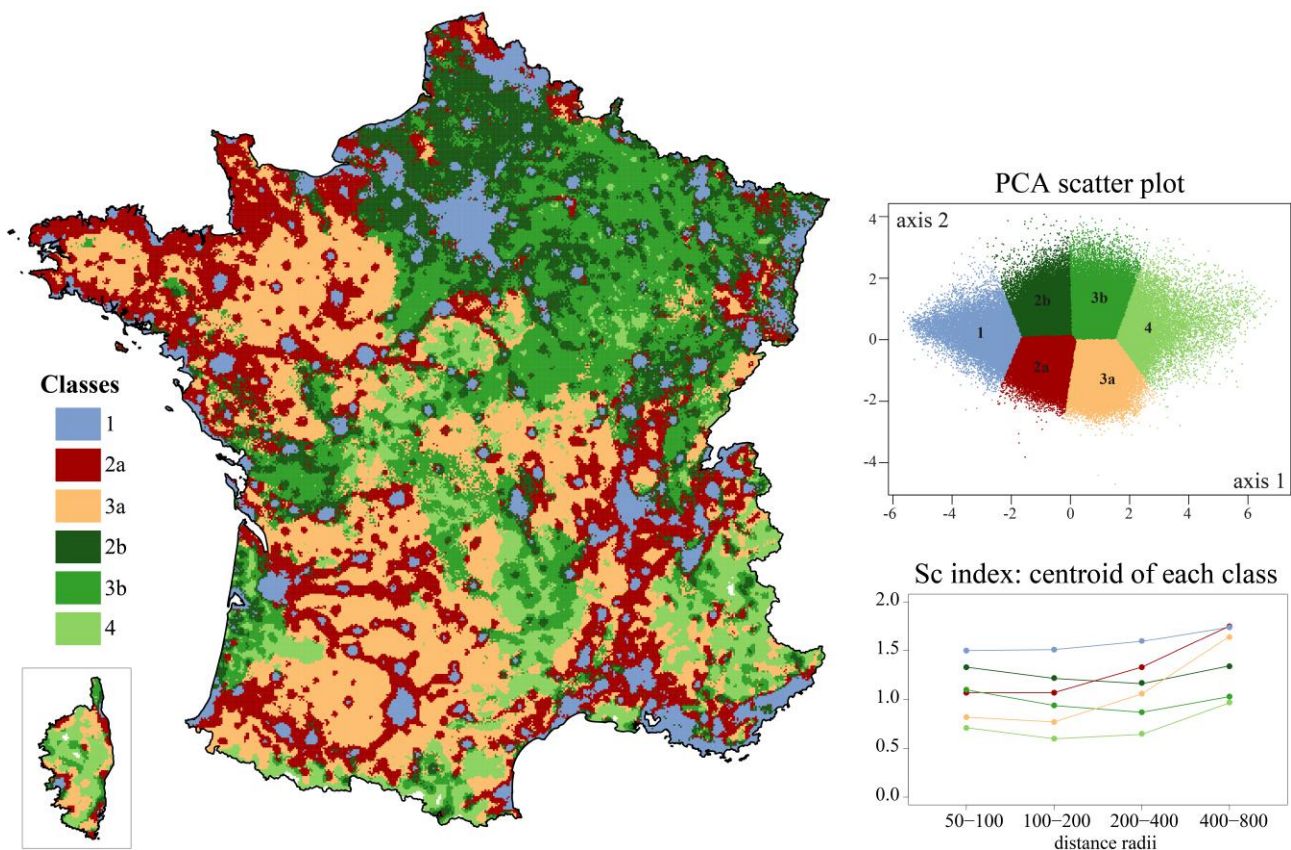 Classes
1
2a
3a
2b
3b
4
PCA scatter plot
axis 2
4
2
0
-2
-4
1
2b
3b
4
2a
3a
axis 1
-6
-4
-2
0
2
4
6
Sc index: centroid of each class
2.0
1.5
1.0
0.5
0.0
50−100
100−200
200−400
400−800
distance radii